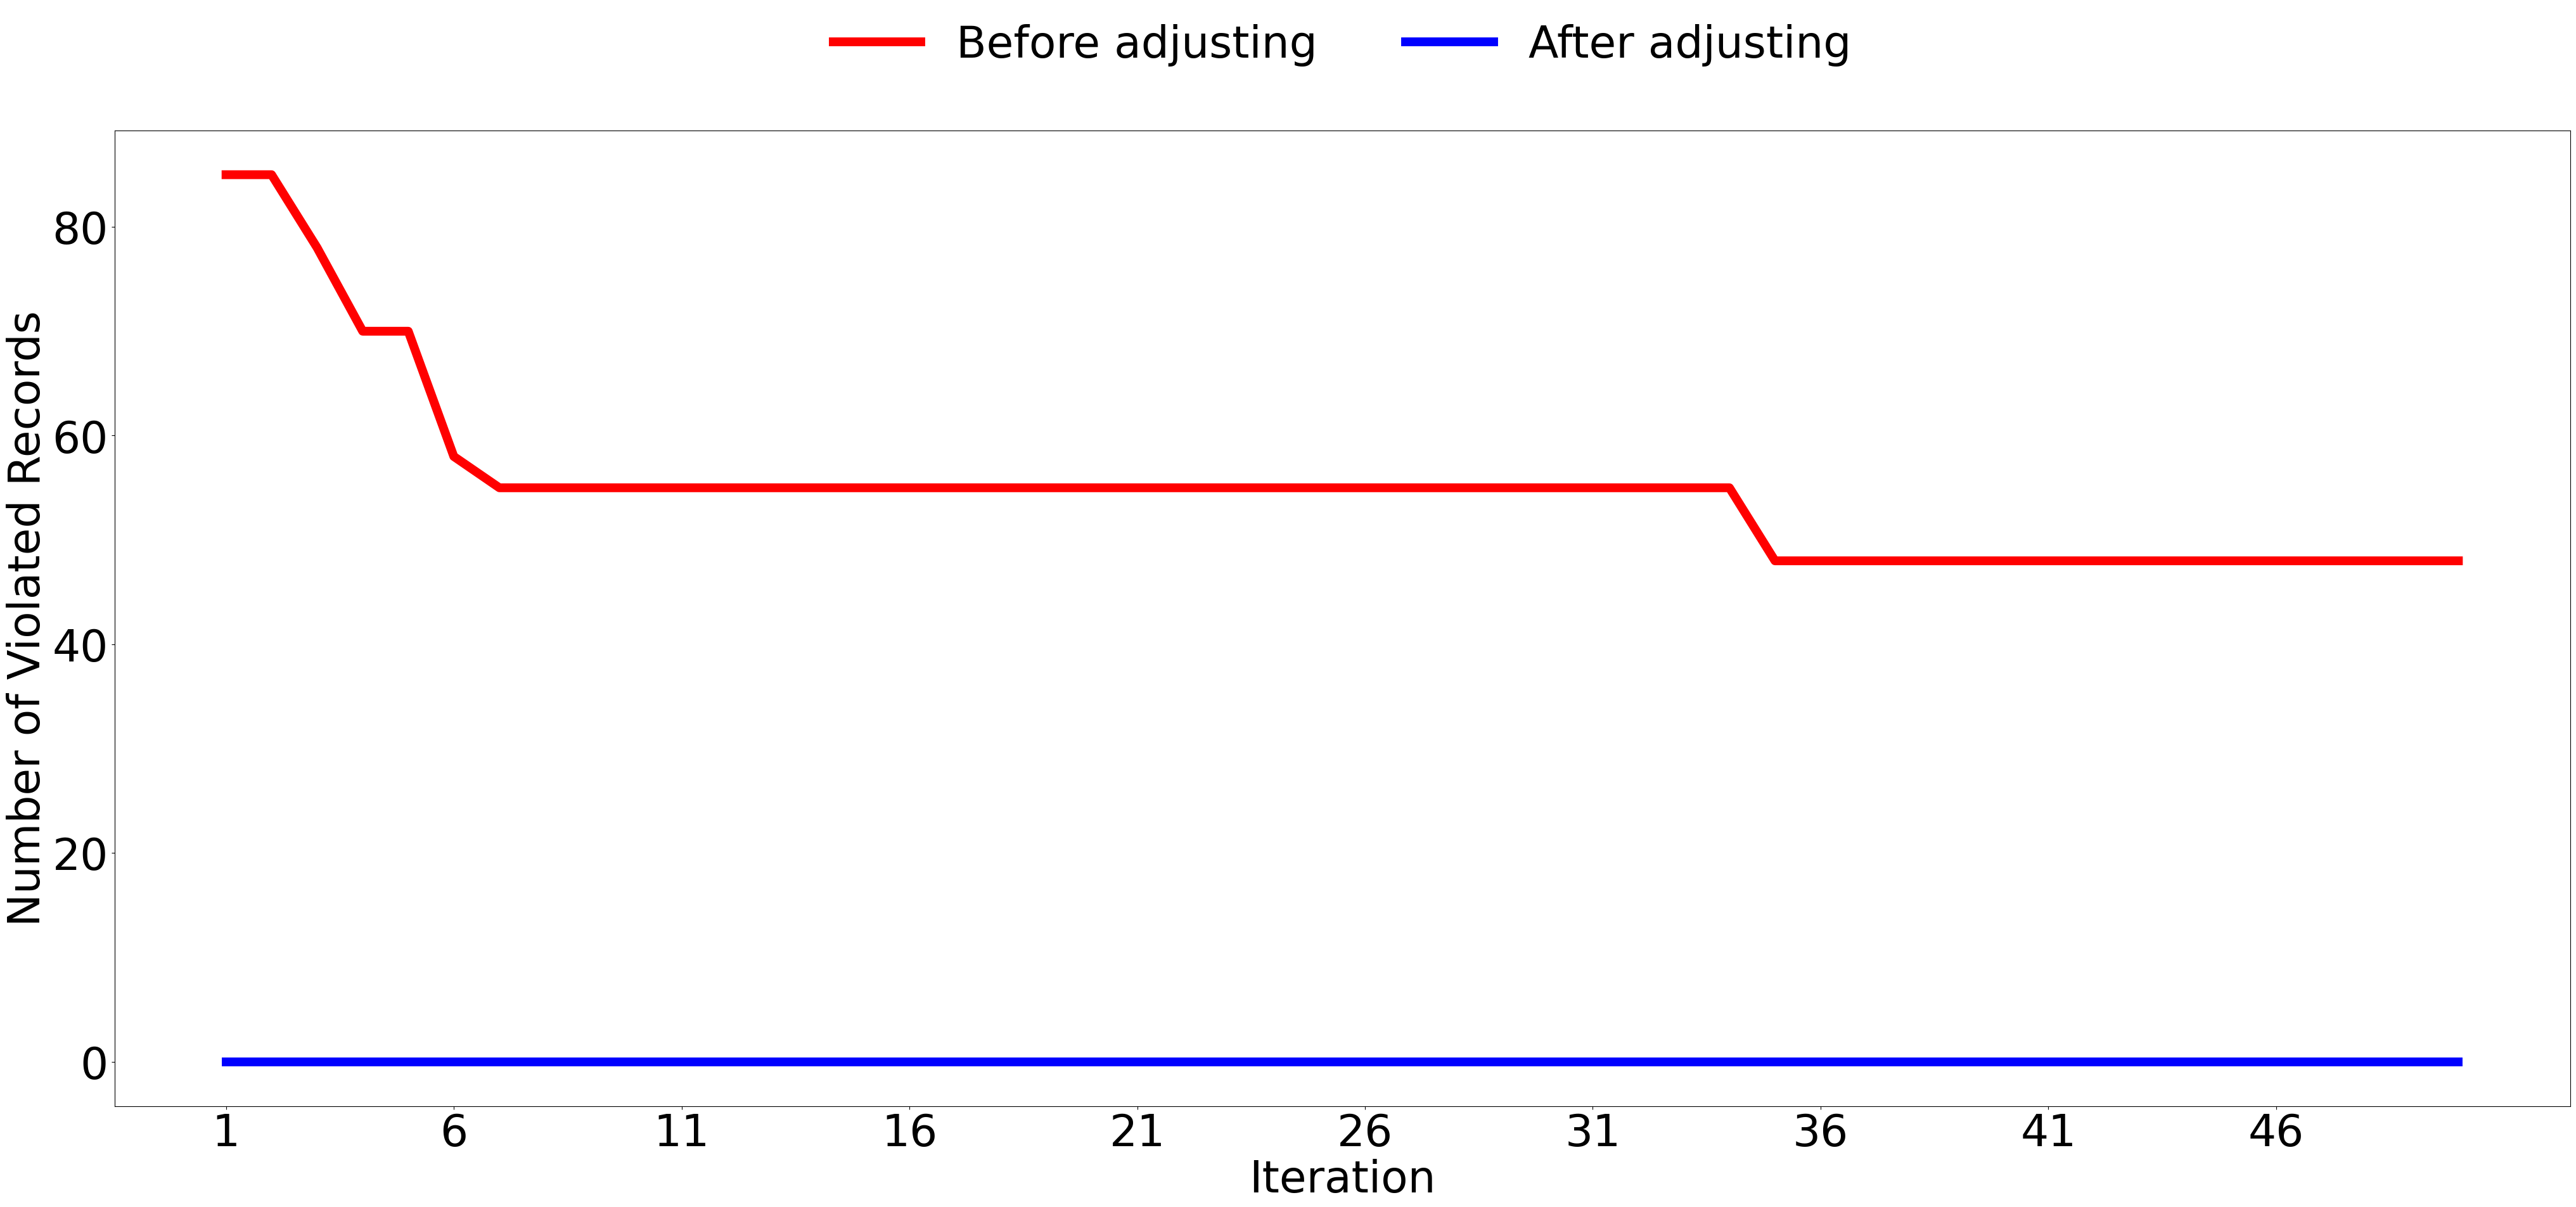 Before adjusting
After adjusting
Number of Violated Records
80
60
40
20
0
1 6 11 16 21 26 31 36 41 46
Iteration